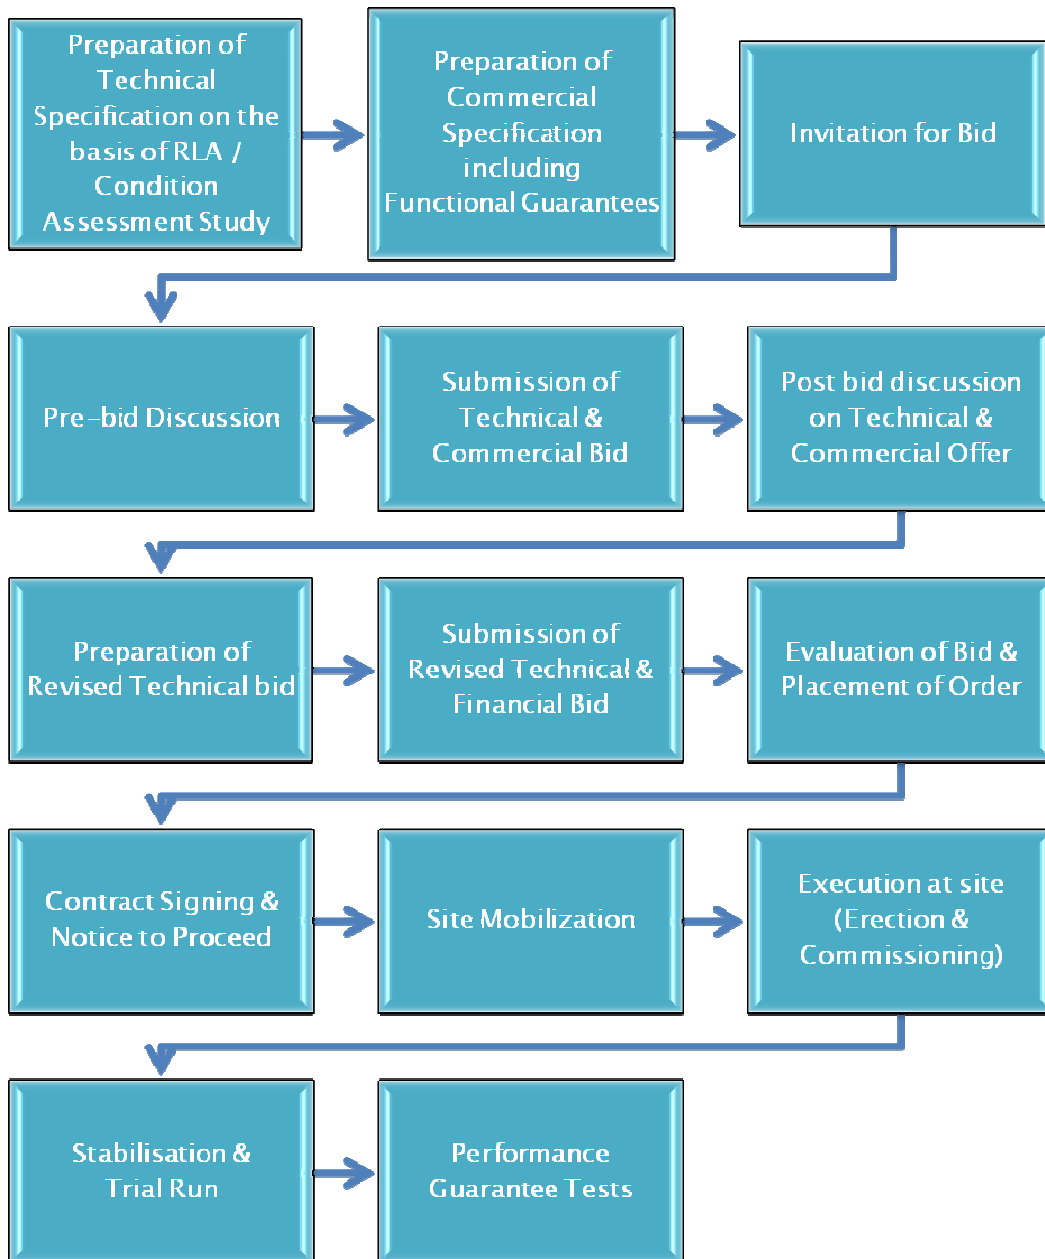 Preparation of
Technical
Specification on the
basis of RLA /
Condition
Assessment Study
Preparation of
Commercial
Specification
including
Functional Guarantees
Invitation for Bid
Pre-bid Discussion
Submission of
Technical &
Commercial Bid
Post bid discussion
on Technical &
Commercial Offer
Preparation of
Revised Technical bid
Submission of
Revised Technical &
Financial Bid
Evaluation of Bid &
Placement of Order
Contract Signing &
Notice to Proceed
Site Mobilization
Execution at site
(Erection &
Commissioning)
Stabilisation &
Trial Run
Performance
Guarantee Tests